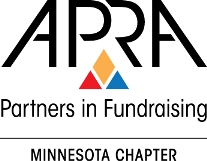 APRA
Partners in Fundraising
MINNESOTA CHAPTER